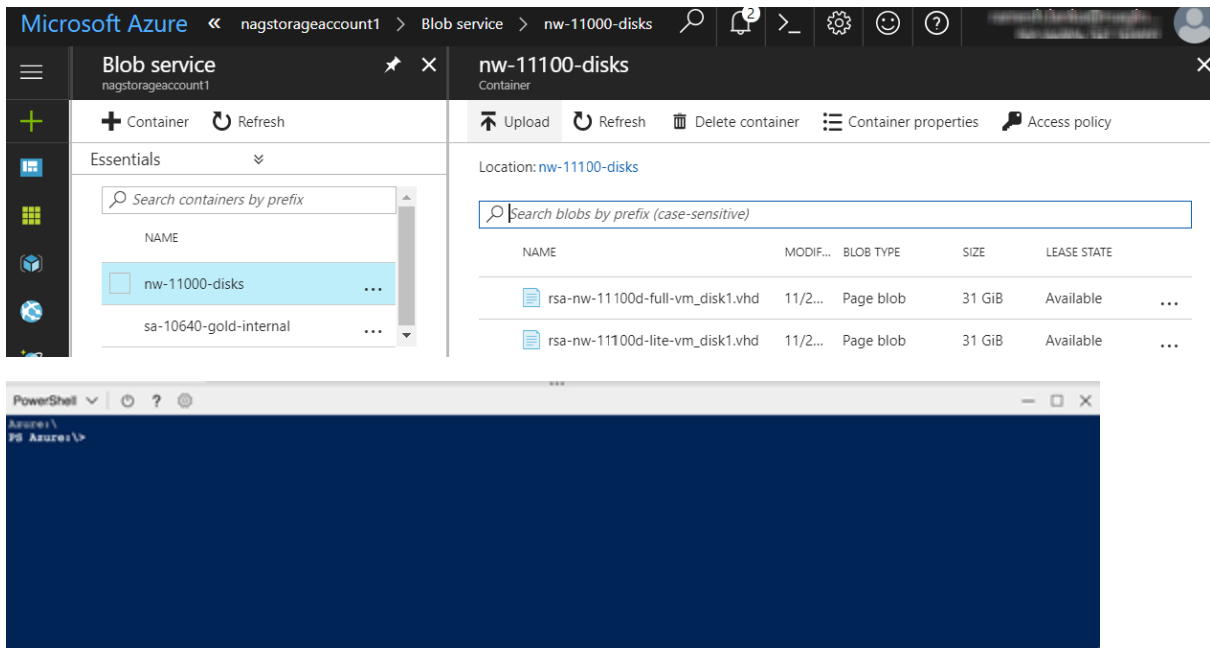 Microsoft Azure « nagstorageaccount1 > Blob service > nw-11000-disks 2
Blob service
nagstorageaccount1
Container Refresh
Essentials
Search containers by prefix
NAME
nw-11000-disks ...
sa-10640-gold-internal ...
nw-11100-disks
Container
Upload Refresh Delete container Container properties Access policy
Location: nw-11100-disks
Search blobs by prefix (case-sensitive)
NAME MODIF... BLOB TYPE SIZE LEASE STATE
rsa-nw-11100d-full-vm_disk1.vhd 11/2... Page blob 31 GiB Available ...
rsa-nw-11100d-lite-vm_disk1.vhd 11/2... Page blob 31 GiB Available ...
PowerShell ?
Azure:\
PS Azure:\>